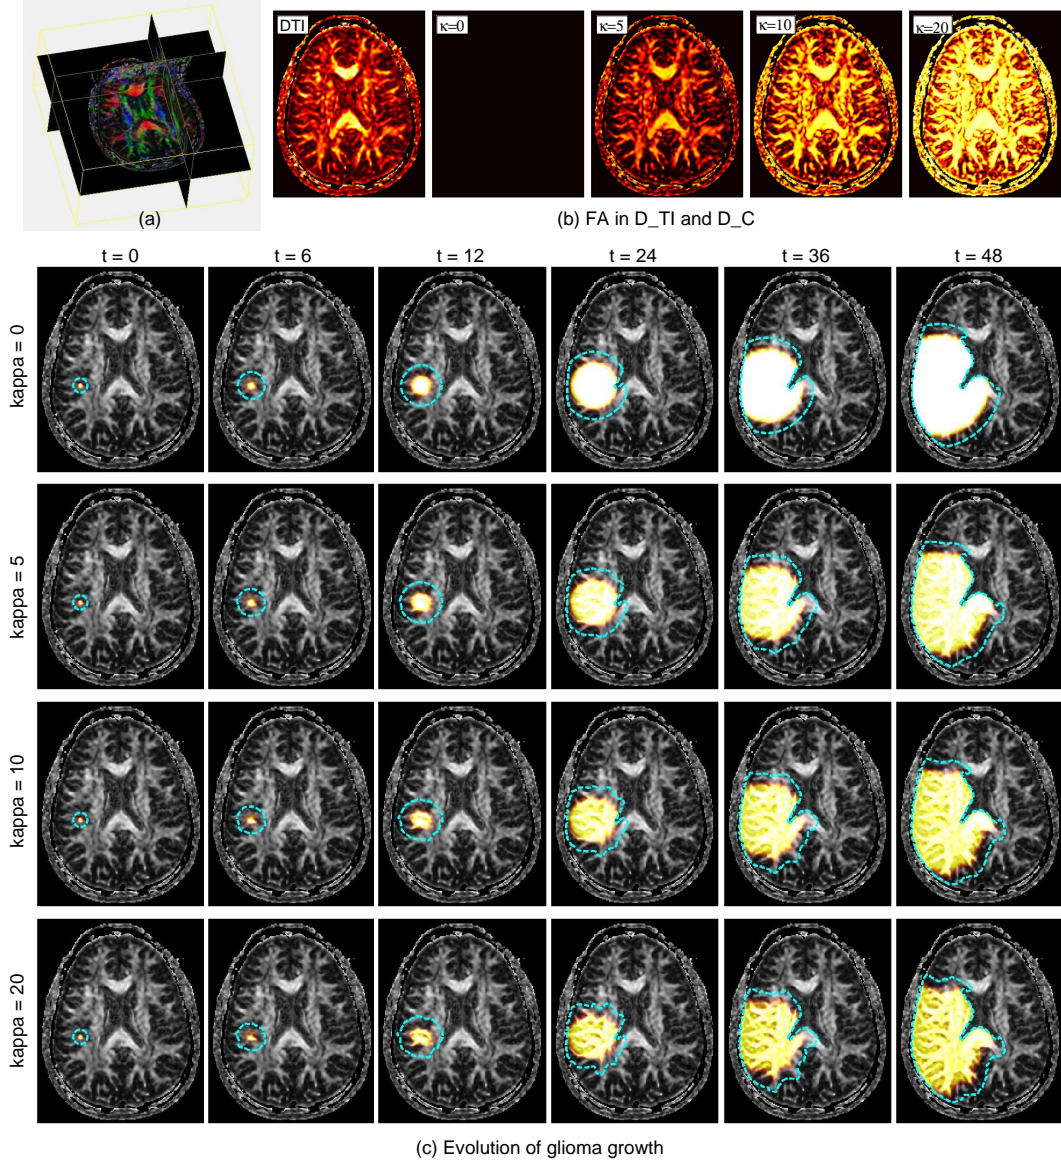 DTI κ=0 κ=5 κ=10 κ=20
(a)
(b) FA in D_TI and D_C
t = 0 t = 6 t = 12 t = 24 t = 36 t = 48
kappa = 0
kappa = 5
kappa = 10
kappa = 20
(c) Evolution of glioma growth